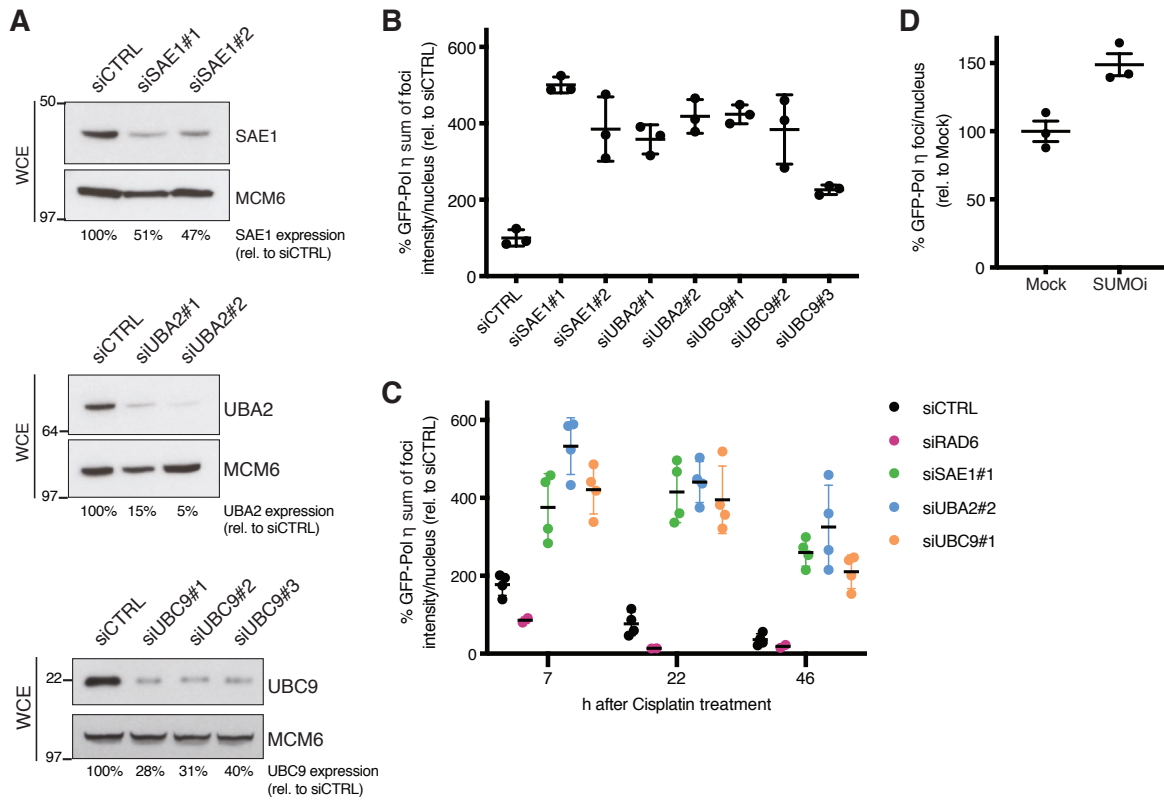 A
siCTRL
siSAE1#1
siSAE1#2
50
SAE1
WCE
MCM6
97
100% 51% 47% SAE1 expression
(rel. to siCTRL)
siCTRL
siUBA2#1
siUBA2#2
UBA2
WCE
64
MCM6
97
100% 15% 5% UBA2 expression
(rel. to siCTRL)
siCTRL
siUBC9#1
siUBC9#2
siUBC9#3
22
UBC9
WCE
MCM6
97
100% 28% 31% 40% UBC9 expression
(rel. to siCTRL)
B
% GFP-Pol η sum of foci
intensity/nucleus (rel. to siCTRL)
600
400
200
0
siCTRL
siSAE1#1
siSAE1#2
siUBA2#1
siUBA2#2
siUBC9#1
siUBC9#2
siUBC9#3
C
% GFP-Pol η sum of foci
intensity/nucleus (rel. to siCTRL)
600
400
200
0
7 22 46
h after Cisplatin treatment
siCTRL
siRAD6
siSAE1#1
siUBA2#2
siUBC9#1
D
% GFP-Pol η foci/nucleus
(rel. to Mock)
150
100
50
0
Mock SUMOi